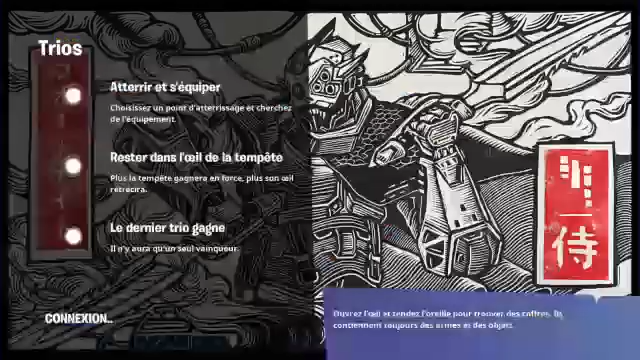 Trios
Atterrir et s'équiper
Choisissez un point d'atterrissage et cherchez
de l'équipement.
Rester dans l'œil de la tempête
Plus la tempête gagnera en force, plus son œil
rétrécira.
Le dernier trio gagne
Il n'y aura qu'un seul vainqueur.
侍
CONNEXION..
Ouvrez l'œil et tendez l'oreille pour trouver des coffres. Ils
contiennent toujours des armes et des objets.